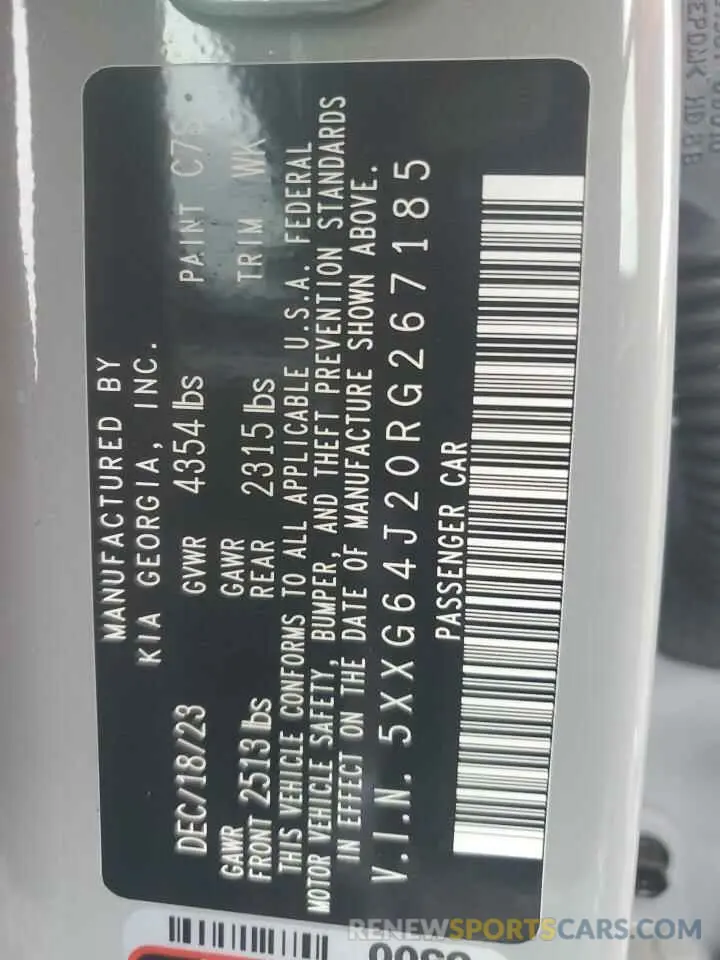 MANUFACTURED BY
KIA GEORGIA, INC.
DEC/18/23 GVWR 4354 lbs PAINT
GAWR GAWR
FRONT 2513 lbs REAR 2315 lbs TRIM WK
THIS VEHICLE CONFORMS TO ALL APPLICABLE U.S.A. FEDERAL
MOTOR VEHICLE SAFETY, BUMPER, AND THEFT PREVENTION STANDARDS
IN EFFECT ON THE DATE OF MANUFACTURE SHOWN ABOVE.
V.I.N. 5XXG64J20RG267185
PASSENGER CAR
RENEWSPORTSCARS.COM